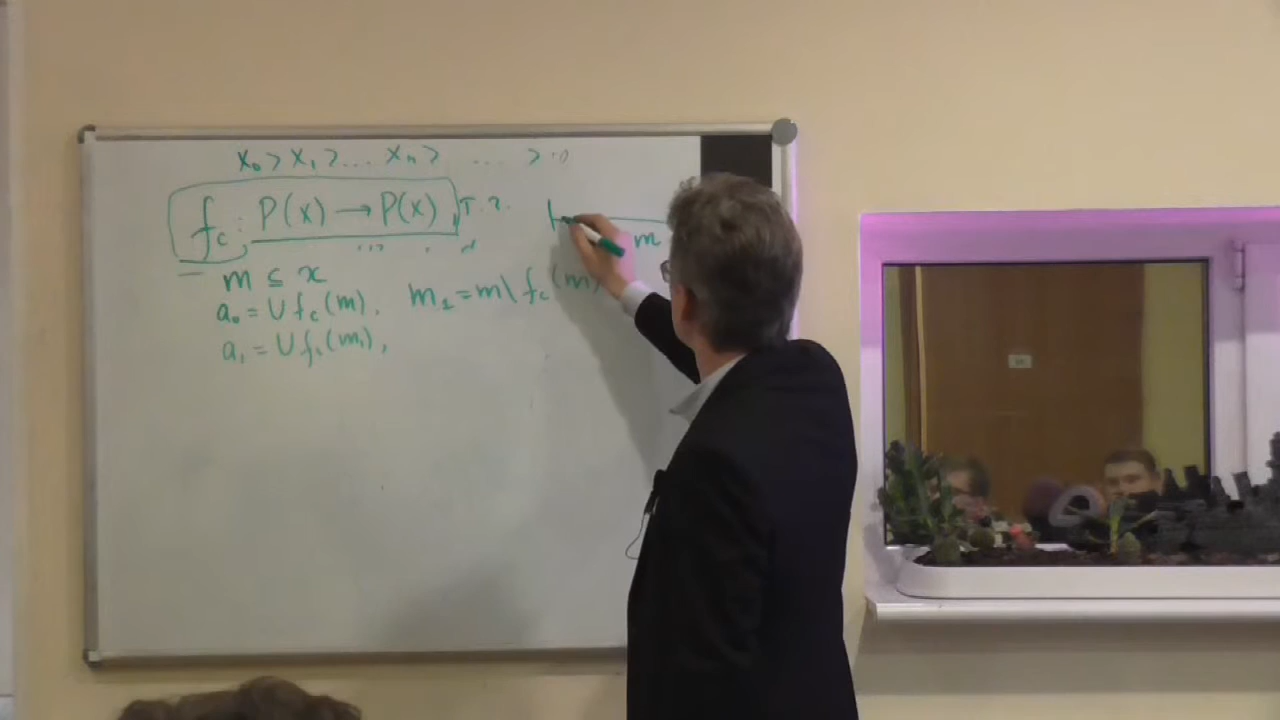 x₀ > x₁ > ... xₙ > ... > 0
f_c : P(x) → P(x), т.з.
m ⊆ x
a₀ = ∪ f_c(m), m₁ = m \ f_c(m)
a₁ = ∪ f_c(m₁),
m